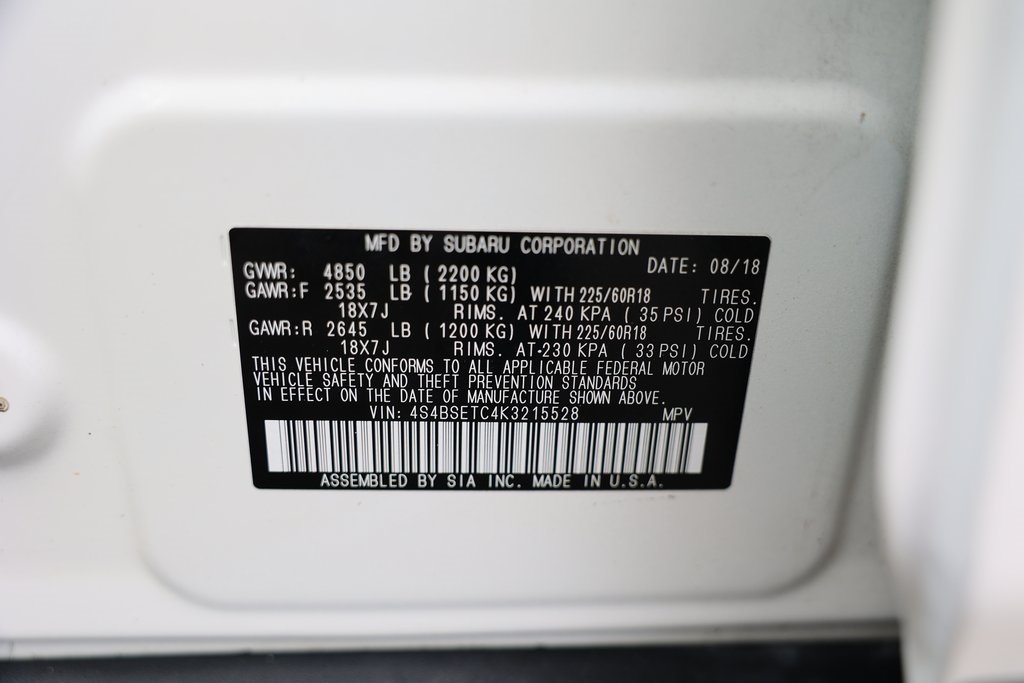 MFD BY SUBARU CORPORATION
DATE: 08/18
GVWR: 4850 LB (2200 KG)
GAWR:F 2535 LB (1150 KG) WITH 225/60R18 TIRES.
18X7J RIMS. AT 240 KPA (35 PSI) COLD
GAWR:R 2645 LB (1200 KG) WITH 225/60R18 TIRES.
18X7J RIMS. AT 230 KPA (33 PSI) COLD
THIS VEHICLE CONFORMS TO ALL APPLICABLE FEDERAL MOTOR
VEHICLE SAFETY AND THEFT PREVENTION STANDARDS
IN EFFECT ON THE DATE OF MANUFACTURE SHOWN ABOVE.
VIN: 4S4BSETC4K3215528 MPV
ASSEMBLED BY SIA INC. MADE IN U.S.A.